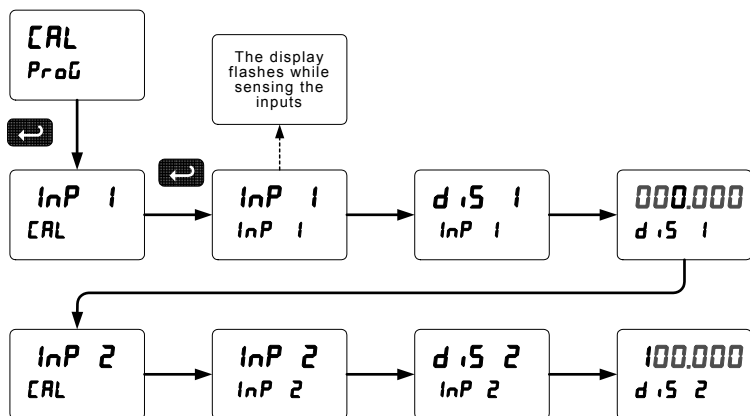 CAL
ProG
The display
flashes while
sensing the
inputs
InP 1
CAL
InP 1
InP 1
diS 1
InP 1
000.000
diS 1
InP 2
CAL
InP 2
InP 2
diS 2
InP 2
100.000
diS 2